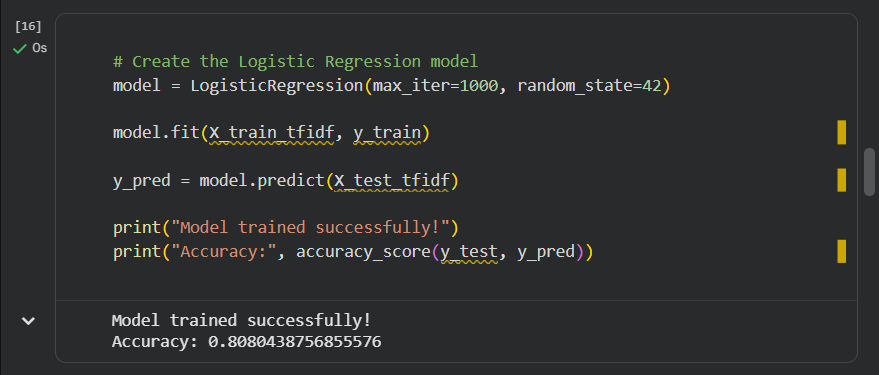 [16]
0s
# Create the Logistic Regression model
model = LogisticRegression(max_iter=1000, random_state=42)
model.fit(X_train_tfidf, y_train)
y_pred = model.predict(X_test_tfidf)
print("Model trained successfully!")
print("Accuracy:", accuracy_score(y_test, y_pred))
Model trained successfully!
Accuracy: 0.8080438756855576